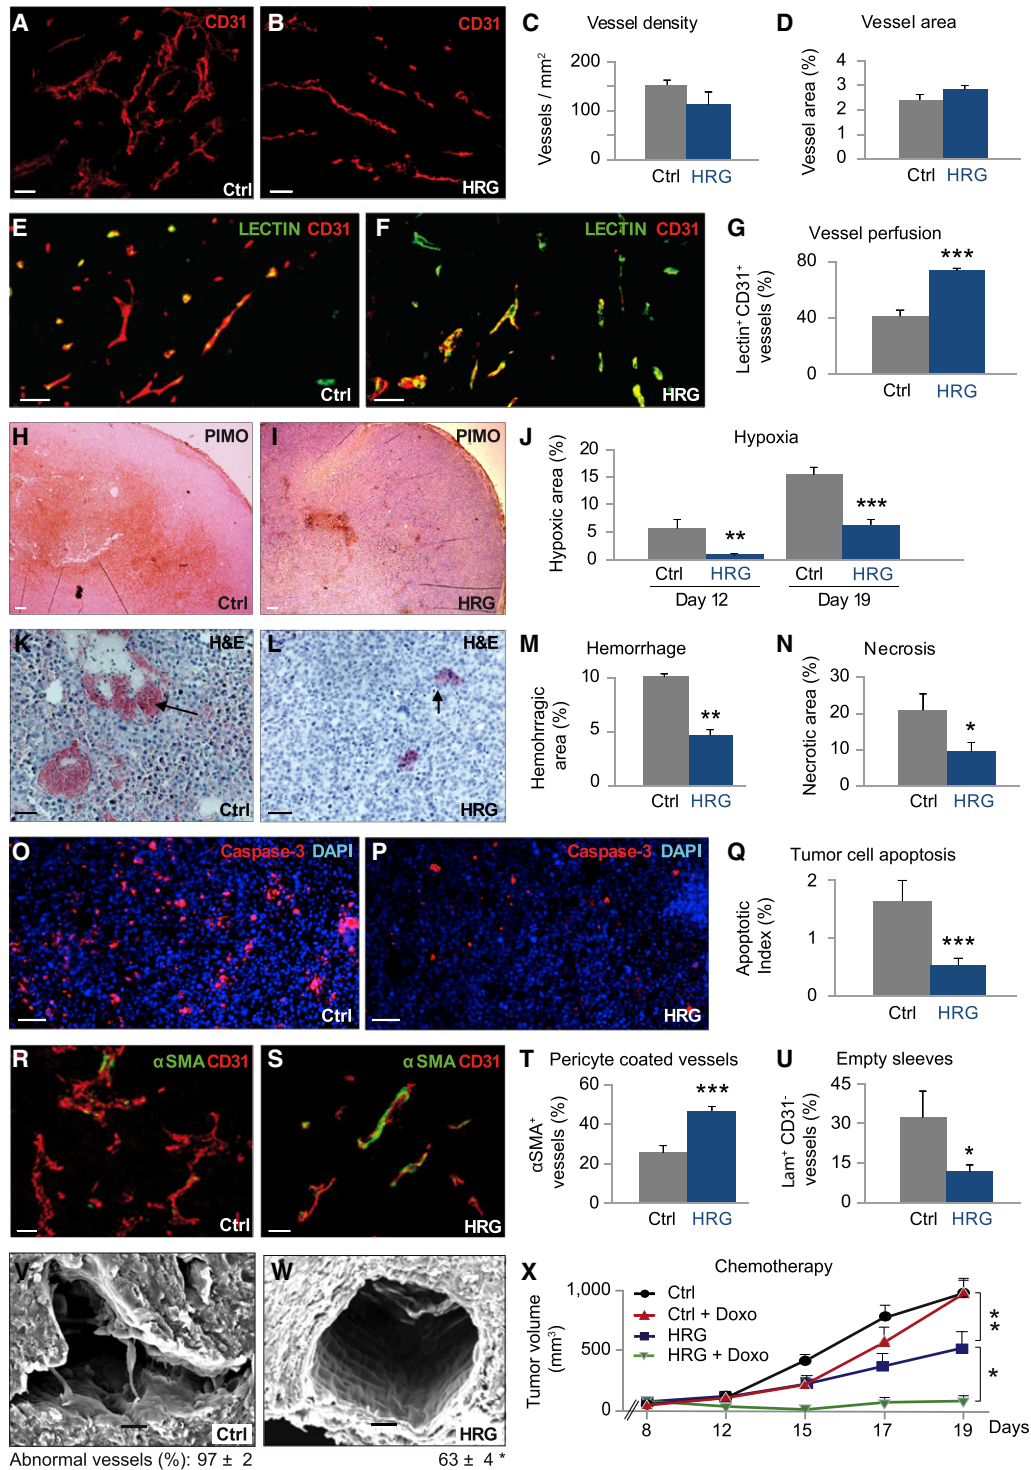 A CD31 Ctrl
B CD31 HRG
C Vessel density
Vessels / mm²
200
100
0
Ctrl HRG
D Vessel area
Vessel area (%)
4
3
2
1
0
Ctrl HRG
E LECTIN CD31 Ctrl
F LECTIN CD31 HRG
G Vessel perfusion
Lectin⁺ CD31⁺
vessels (%)
80
40
0
***
Ctrl HRG
H PIMO Ctrl
I PIMO HRG
J Hypoxia
Hypoxic area (%)
20
15
10
5
0
** ***
Ctrl HRG Ctrl HRG
Day 12 Day 19
K H&E Ctrl
L H&E HRG
M Hemorrhage
Hemohrragic
area (%)
10
5
0
**
Ctrl HRG
N Necrosis
Necrotic area (%)
30
20
10
0
*
Ctrl HRG
O Caspase-3 DAPI Ctrl
P Caspase-3 DAPI HRG
Q Tumor cell apoptosis
Apoptotic
Index (%)
2
1
0
***
Ctrl HRG
R αSMA CD31 Ctrl
S αSMA CD31 HRG
T Pericyte coated vessels
αSMA⁺
vessels (%)
60
40
20
0
***
Ctrl HRG
U Empty sleeves
Lam⁺ CD31⁻
vessels (%)
45
30
15
0
*
Ctrl HRG
V Ctrl
W HRG
Abnormal vessels (%): 97 ± 2 63 ± 4 *
X Chemotherapy
Tumor volume
(mm³)
1,000
500
0
Ctrl
Ctrl + Doxo
HRG
HRG + Doxo
**
*
8 12 15 17 19 Days